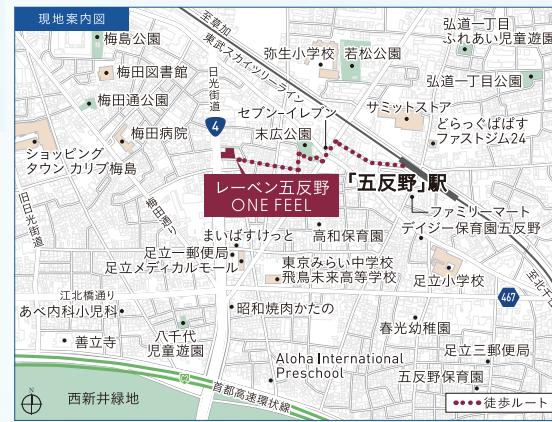 現地案内図
至草加
東武スカイツリーライン
弘道一丁目
ふれあい児童遊園
梅島公園
弥生小学校
若松公園
梅田図書館
日光街道
弘道一丁目公園
梅田通公園
セブン-イレブン
サミットストア
4
末広公園
どらっぐぱぱす
ファストジム24
梅田病院
ショッピング
タウン カリブ梅島
「五反野」駅
レーベン五反野
ONE FEEL
旧日光街道
梅田通り
ファミリーマート
デイジー保育園五反野
まいばすけっと
高和保育園
足立一郵便局
足立メディカルモール
東京みらい中学校
飛鳥未来高等学校
足立小学校
至北千住
江北橋通り
467
あべ内科小児科
昭和焼肉かたの
春光幼稚園
善立寺
八千代
児童遊園
足立三郵便局
Aloha International
Preschool
五反野保育園
C2
首都高速環状線
西新井緑地
N
徒歩ルート